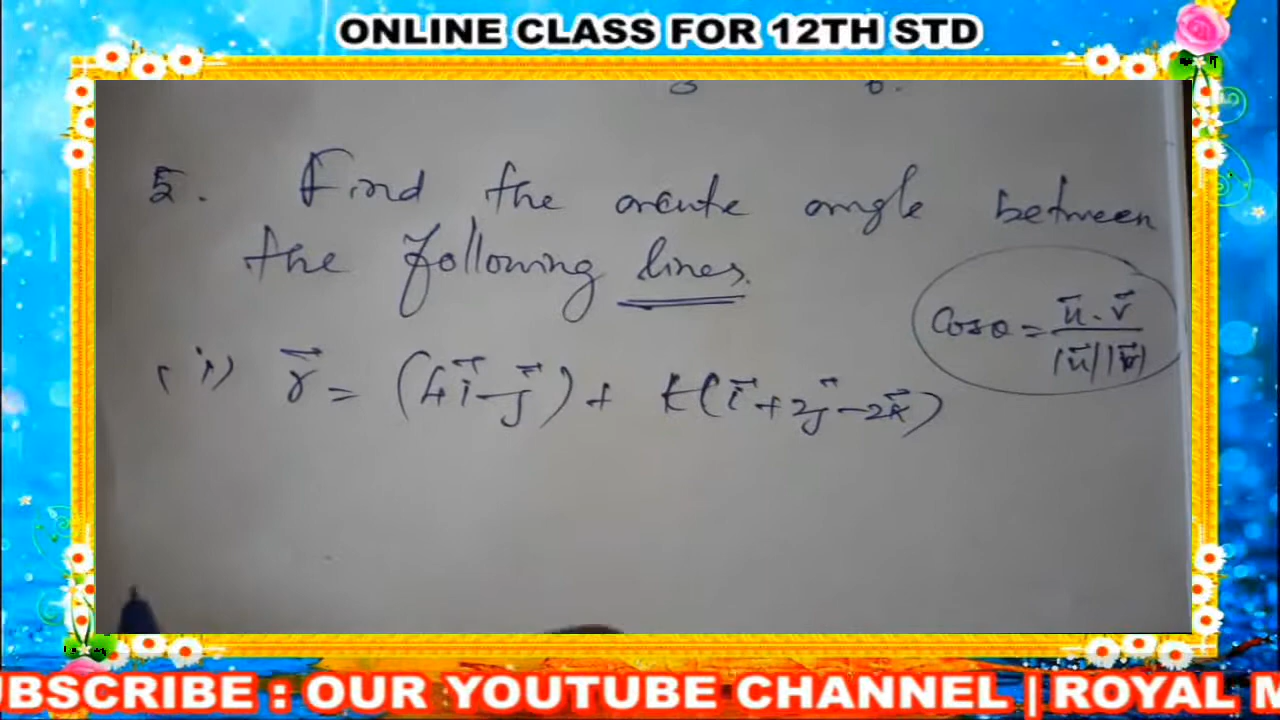 ONLINE CLASS FOR 12TH STD
5. Find the acute angle between
the following lines.
Cosθ = u⃗ . v⃗ / |u⃗| |v⃗|
(i) r⃗ = (4i⃗ - j⃗) + t(i⃗ + 2j⃗ - 2k⃗)
UBSCRIBE : OUR YOUTUBE CHANNEL | ROYAL M